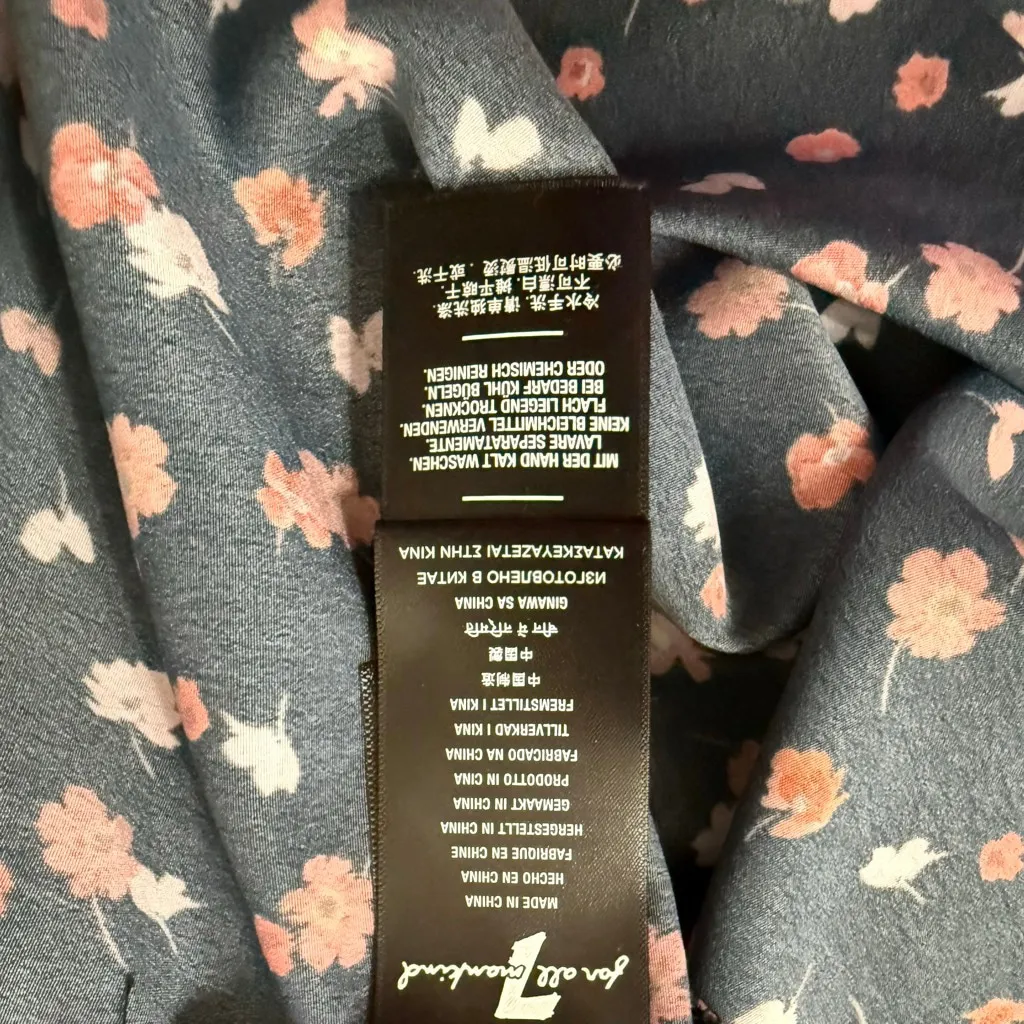 7 for all mankind
MADE IN CHINA
HECHO EN CHINA
FABRIQUE EN CHINE
HERGESTELLT IN CHINA
GEMAAKT IN CHINA
PRODOTTO IN CINA
FABRICADO NA CHINA
TILLVERKAD I KINA
FREMSTILLET I KINA
中国制造
中国製
चीन में
GINAWA SA CHINA
ИЗГОТОВЛЕНО В КИТАЕ
ΚΑΤΑΣΚΕΥΑΖΕΤΑΙ ΣΤΗΝ ΚΙΝΑ
MIT DER HAND KALT WASCHEN.
LAVARE SEPARATAMENTE.
KEINE BLEICHMITTEL VERWENDEN.
FLACH LIEGEND TROCKNEN.
BEI BEDARF KÜHL BÜGELN.
ODER CHEMISCH REINIGEN.
冷水手洗. 请单独洗涤.
不可漂白. 摊平晾干
必要时可低温熨烫. 或干洗.